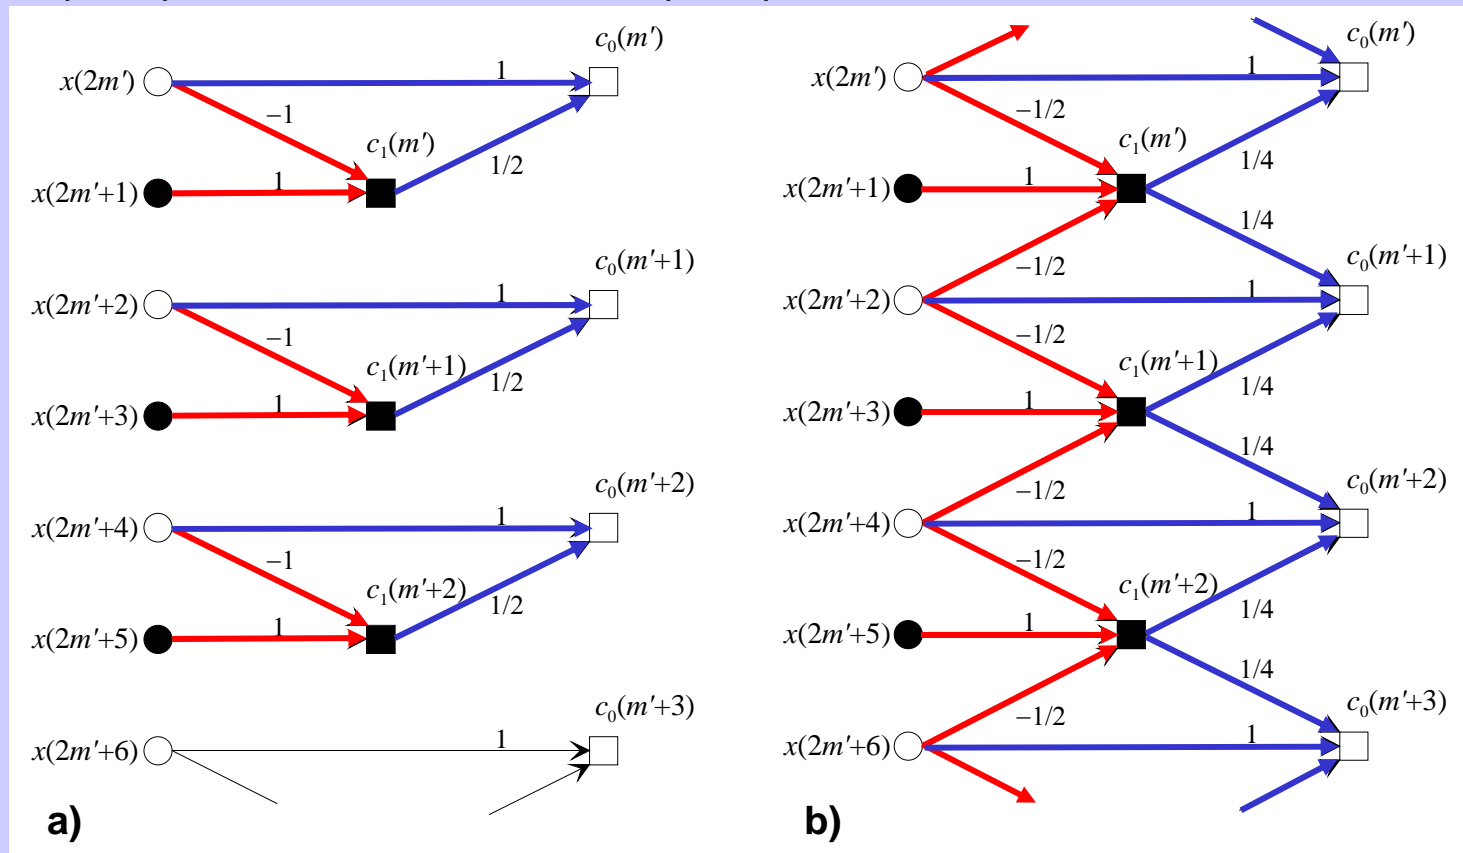 c₀(m′)
x(2m′)
1
−1
c₁(m′)
1/2
x(2m′+1)
1
c₀(m′+1)
x(2m′+2)
1
−1
c₁(m′+1)
1/2
x(2m′+3)
1
c₀(m′+2)
x(2m′+4)
1
−1
c₁(m′+2)
1/2
x(2m′+5)
1
c₀(m′+3)
x(2m′+6)
1
a)
c₀(m′)
x(2m′)
1
−1/2
c₁(m′)
1/4
x(2m′+1)
1
1/4
−1/2
c₀(m′+1)
x(2m′+2)
1
−1/2
c₁(m′+1)
1/4
x(2m′+3)
1
1/4
−1/2
c₀(m′+2)
x(2m′+4)
1
−1/2
c₁(m′+2)
1/4
x(2m′+5)
1
1/4
−1/2
c₀(m′+3)
x(2m′+6)
1
b)